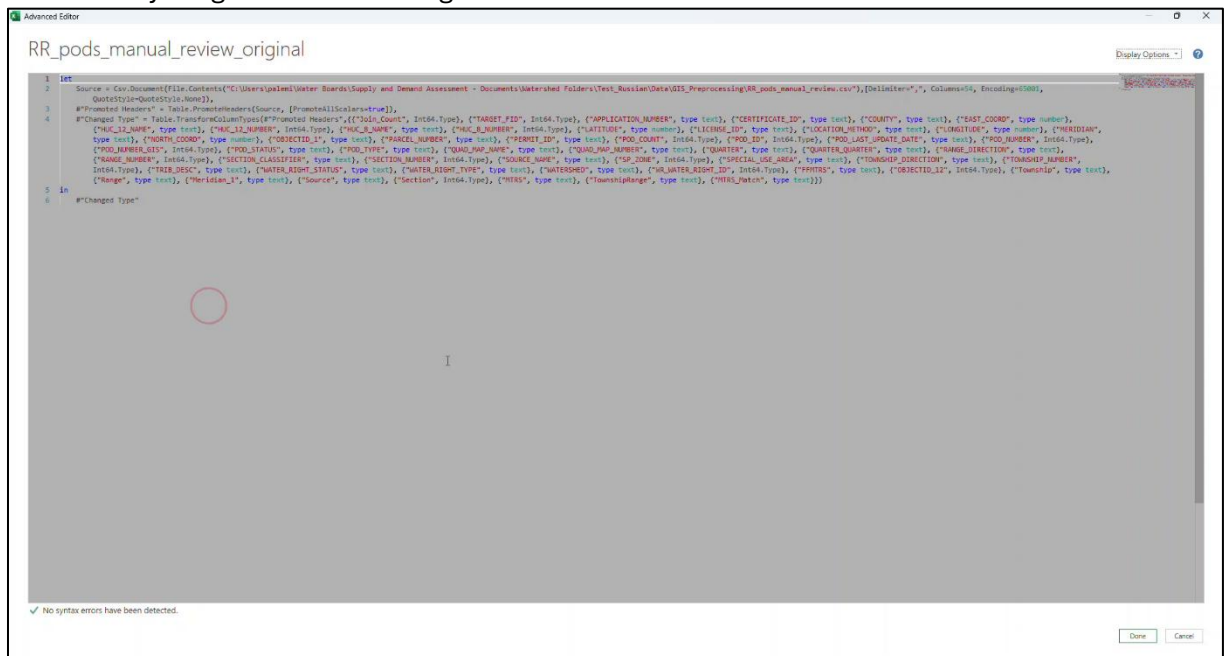 Advanced Editor
RR_pods_manual_review_original
Display Options
1 let
2 Source = Csv.Document(File.Contents("C:\Users\palemi\Water Boards\Supply and Demand Assessment - Documents\Watershed Folders\Test_Russian\Data\GIS_Preprocessing\RR_pods_manual_review.csv"),[Delimiter=",", Columns=50, Encoding=65001,
QuoteStyle=QuoteStyle.None]),
3 #"Promoted Headers" = Table.PromoteHeaders(Source, [PromoteAllScalars=true]),
4 #"Changed Type" = Table.TransformColumnTypes(#"Promoted Headers",{{"Join_Count", Int64.Type}, {"TARGET_FID", Int64.Type}, {"APPLICATION_NUMBER", type text}, {"CERTIFICATE_ID", type text}, {"COUNTY", type text}, {"EAST_COORD", type number},
{"HUC_12_NAME", type text}, {"HUC_12_NUMBER", Int64.Type}, {"HUC_8_NAME", type text}, {"HUC_8_NUMBER", Int64.Type}, {"LATITUDE", type number}, {"LICENSE_ID", type text}, {"LOCATION_METHOD", type text}, {"LONGITUDE", type number}, {"MERIDIAN",
type text}, {"NORTH_COORD", type number}, {"OBJECTID_1", type text}, {"PARCEL_NUMBER", type text}, {"PERMIT_ID", type text}, {"POD_COUNT", Int64.Type}, {"POD_ID", Int64.Type}, {"POD_LAST_UPDATE_DATE", type text}, {"POD_NUMBER", Int64.Type},
{"POD_NUMBER_GIS", Int64.Type}, {"POD_STATUS", type text}, {"POD_TYPE", type text}, {"QUAD_MAP_NAME", type text}, {"QUAD_MAP_NUMBER", type text}, {"QUARTER", type text}, {"QUARTER_QUARTER", type text}, {"RANGE_DIRECTION", type text},
{"RANGE_NUMBER", Int64.Type}, {"SECTION_CLASSIFIER", type text}, {"SECTION_NUMBER", Int64.Type}, {"SOURCE_NAME", type text}, {"SP_ZONE", Int64.Type}, {"SPECIAL_USE_AREA", type text}, {"TOWNSHIP_DIRECTION", type text}, {"TOWNSHIP_NUMBER",
Int64.Type}, {"TRIB_DESC", type text}, {"WATER_RIGHT_STATUS", type text}, {"WATER_RIGHT_TYPE", type text}, {"WATERSHED", type text}, {"WR_WATER_RIGHT_ID", Int64.Type}, {"FFMTRS", type text}, {"OBJECTID_12", Int64.Type}, {"Township", type text},
{"Range", type text}, {"Meridian_1", type text}, {"Source", type text}, {"Section", Int64.Type}, {"MTRS", type text}, {"TownshipRange", type text}, {"MTRS_Match", type text}})
5 in
6 #"Changed Type"
No syntax errors have been detected.
Done Cancel